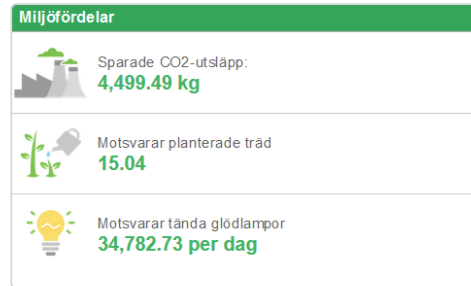 Miljöfördelar
Sparade CO2-utsläpp:
4,499.49 kg
Motsvarar planterade träd
15.04
Motsvarar tända glödlampor
34,782.73 per dag